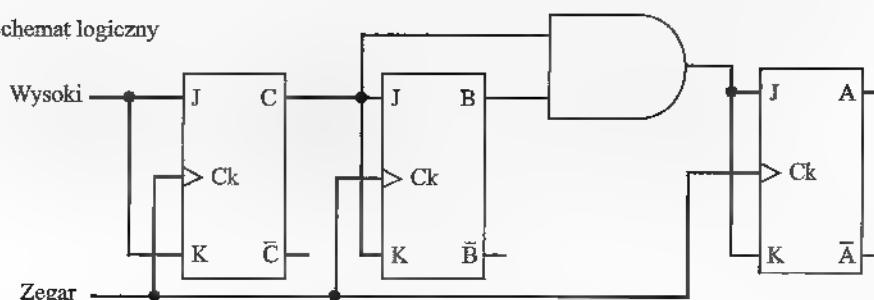 chemat logiczny
Wysoki
J C
Ck
K C̄
J B
Ck
K B̄
J A
Ck
K Ā
Zegar